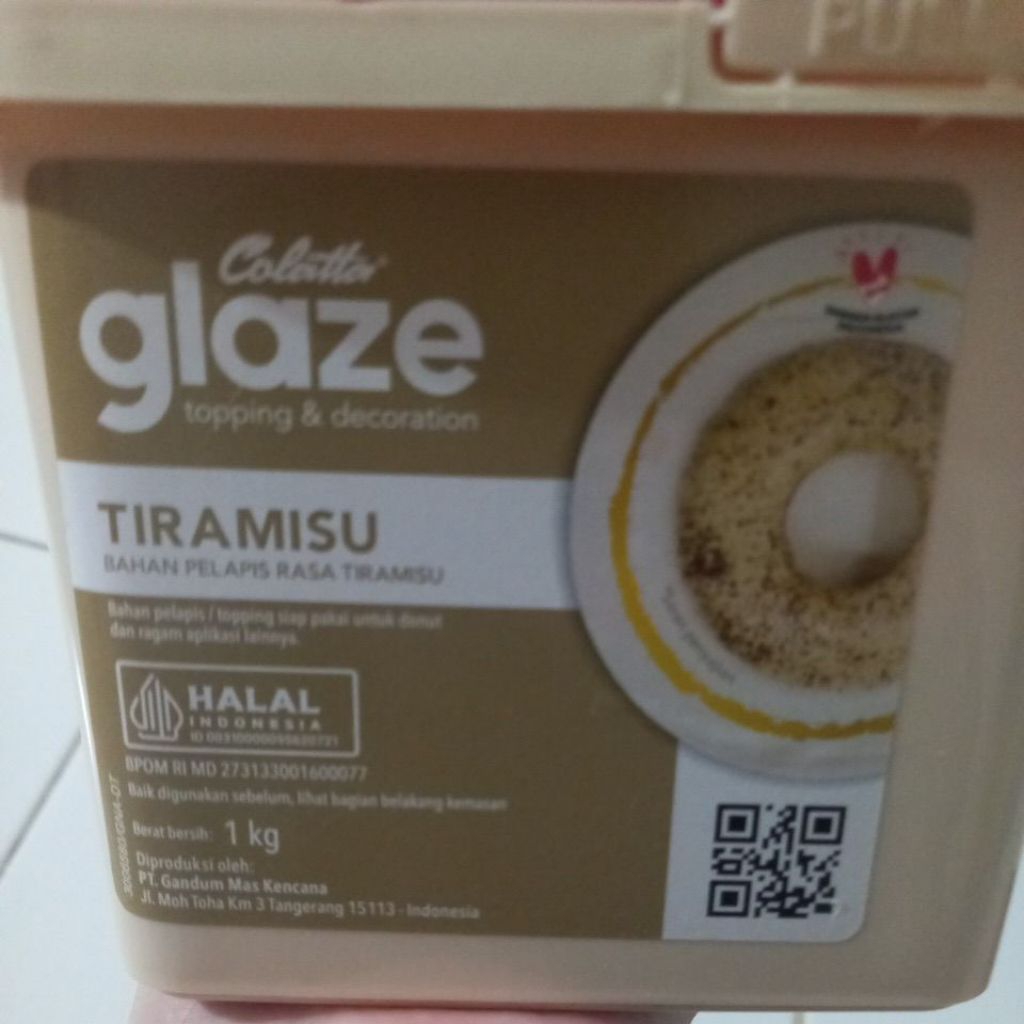 PULL
Colatta
glaze
topping & decoration
TIRAMISU
BAHAN PELAPIS RASA TIRAMISU
Bahan pelapis / topping siap pakai untuk donut
dan ragam aplikasi lainnya.
HALAL
INDONESIA
BPOM RI MD 273133001600077
Baik digunakan sebelum, lihat bagian belakang kemasan
Berat bersih: 1 kg
Diproduksi oleh:
PT. Gandum Mas Kencana
Jl. Moh Toha Km 3 Tangerang 15113 - Indonesia